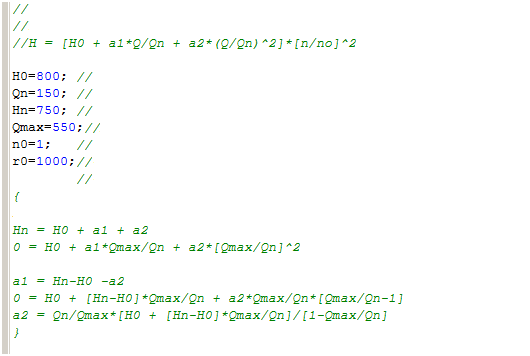 //
//
//H = [H0 + a1*Q/Qn + a2*(Q/Qn)^2]*[n/no]^2
H0=800; //
Qn=150; //
Hn=750; //
Qmax=550;//
n0=1; //
r0=1000;//
//
{
Hn = H0 + a1 + a2
0 = H0 + a1*Qmax/Qn + a2*[Qmax/Qn]^2
a1 = Hn-H0 -a2
0 = H0 + [Hn-H0]*Qmax/Qn + a2*Qmax/Qn*[Qmax/Qn-1]
a2 = Qn/Qmax*[H0 + [Hn-H0]*Qmax/Qn]/[1-Qmax/Qn]
}